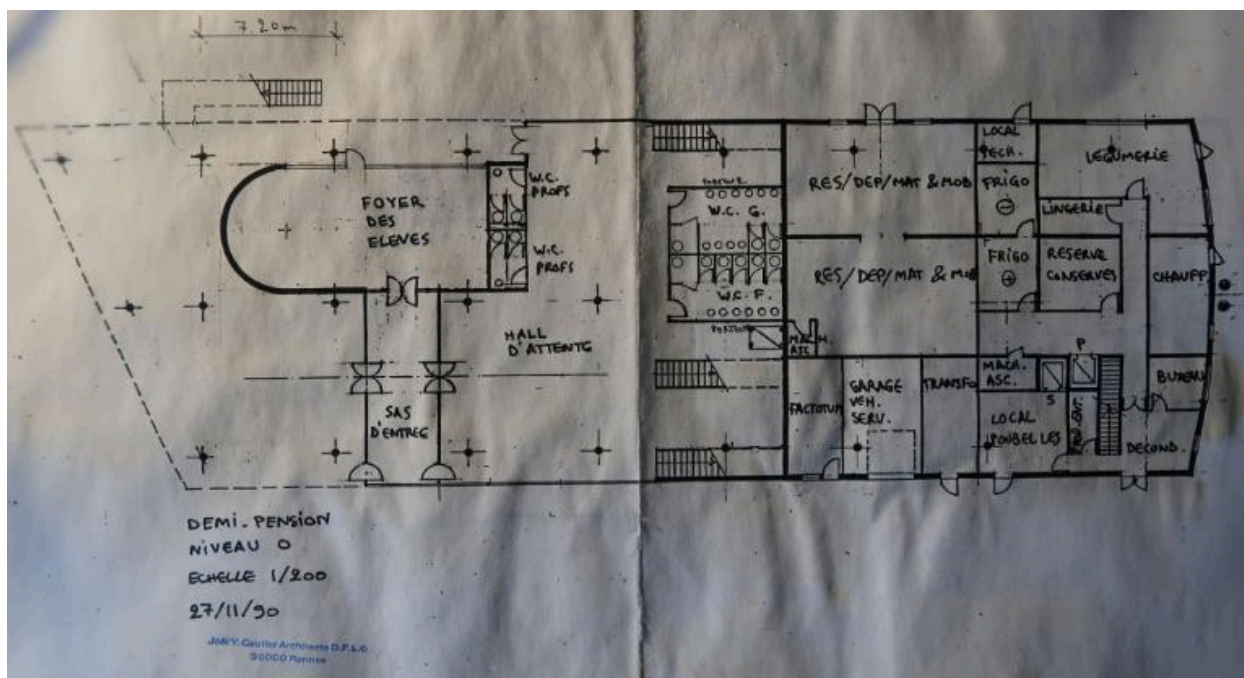 7.20m
LOCAL
LEGUMERIE
W.C.
PROFS
FOYER
DES
ELEVES
RES/DEP/MAT & MOB
FRIGO
W.C. G.
LINGERIE
W.C.
PROFS
RES/DEP/MAT & MOB
FRIGO
RESERVE
CONSERVES
CHAUFF.
W.C. F.
HALL
D'ATTENTE
MACH.
ASC
P
MACH.
ASC.
S
BUREAU
FACTOTUM
GARAGE
VEH.
SERV.
TRANSFO
SAS
D'ENTREE
LOCAL
POUBELLES
DECOND.
DEMI-PENSION
NIVEAU 0
ECHELLE 1/200
27/11/90
Architecte D.P.L.G